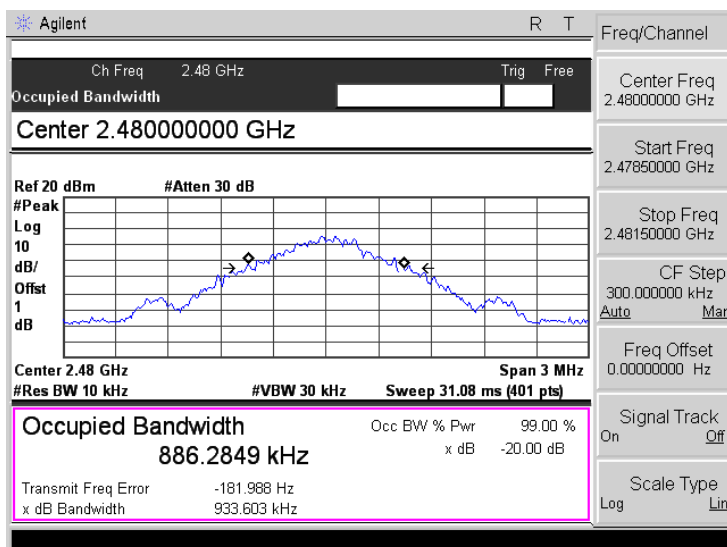 Agilent R T
Ch Freq 2.48 GHz Trig Free
Occupied Bandwidth
Center 2.480000000 GHz
Ref 20 dBm #Atten 30 dB
#Peak
Log
10
dB/
Offst
1
dB
Center 2.48 GHz Span 3 MHz
#Res BW 10 kHz #VBW 30 kHz Sweep 31.08 ms (401 pts)
Occupied Bandwidth Occ BW % Pwr 99.00 %
886.2849 kHz x dB -20.00 dB
Transmit Freq Error -181.988 Hz
x dB Bandwidth 933.603 kHz
Freq/Channel
Center Freq
2.48000000 GHz
Start Freq
2.47850000 GHz
Stop Freq
2.48150000 GHz
CF Step
300.000000 kHz
Auto Man
Freq Offset
0.00000000 Hz
Signal Track
On Off
Scale Type
Log Lin